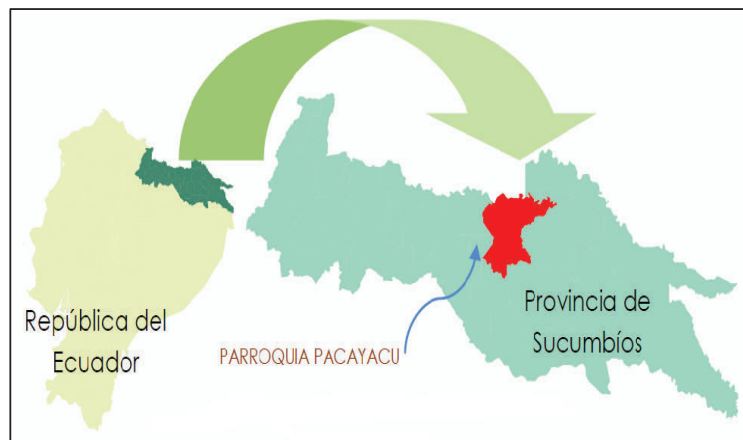 República del
Ecuador
PARROQUIA PACAYACU
Provincia de
Sucumbíos